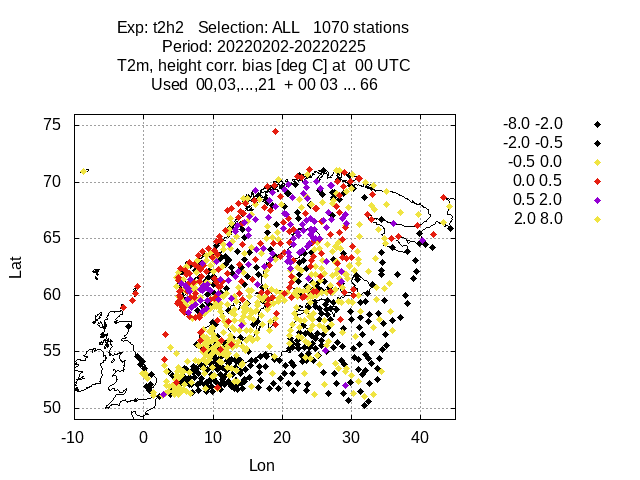 Exp: t2h2   Selection: ALL   1070 stations
Period: 20220202-20220225
T2m, height corr. bias [deg C] at  00 UTC
Used  00,03,...,21  + 00 03 ... 66
-8.0 -2.0
-2.0 -0.5
-0.5 0.0
0.0 0.5
0.5 2.0
2.0 8.0
75
70
65
60
55
50
Lat
-10 0 10 20 30 40
Lon